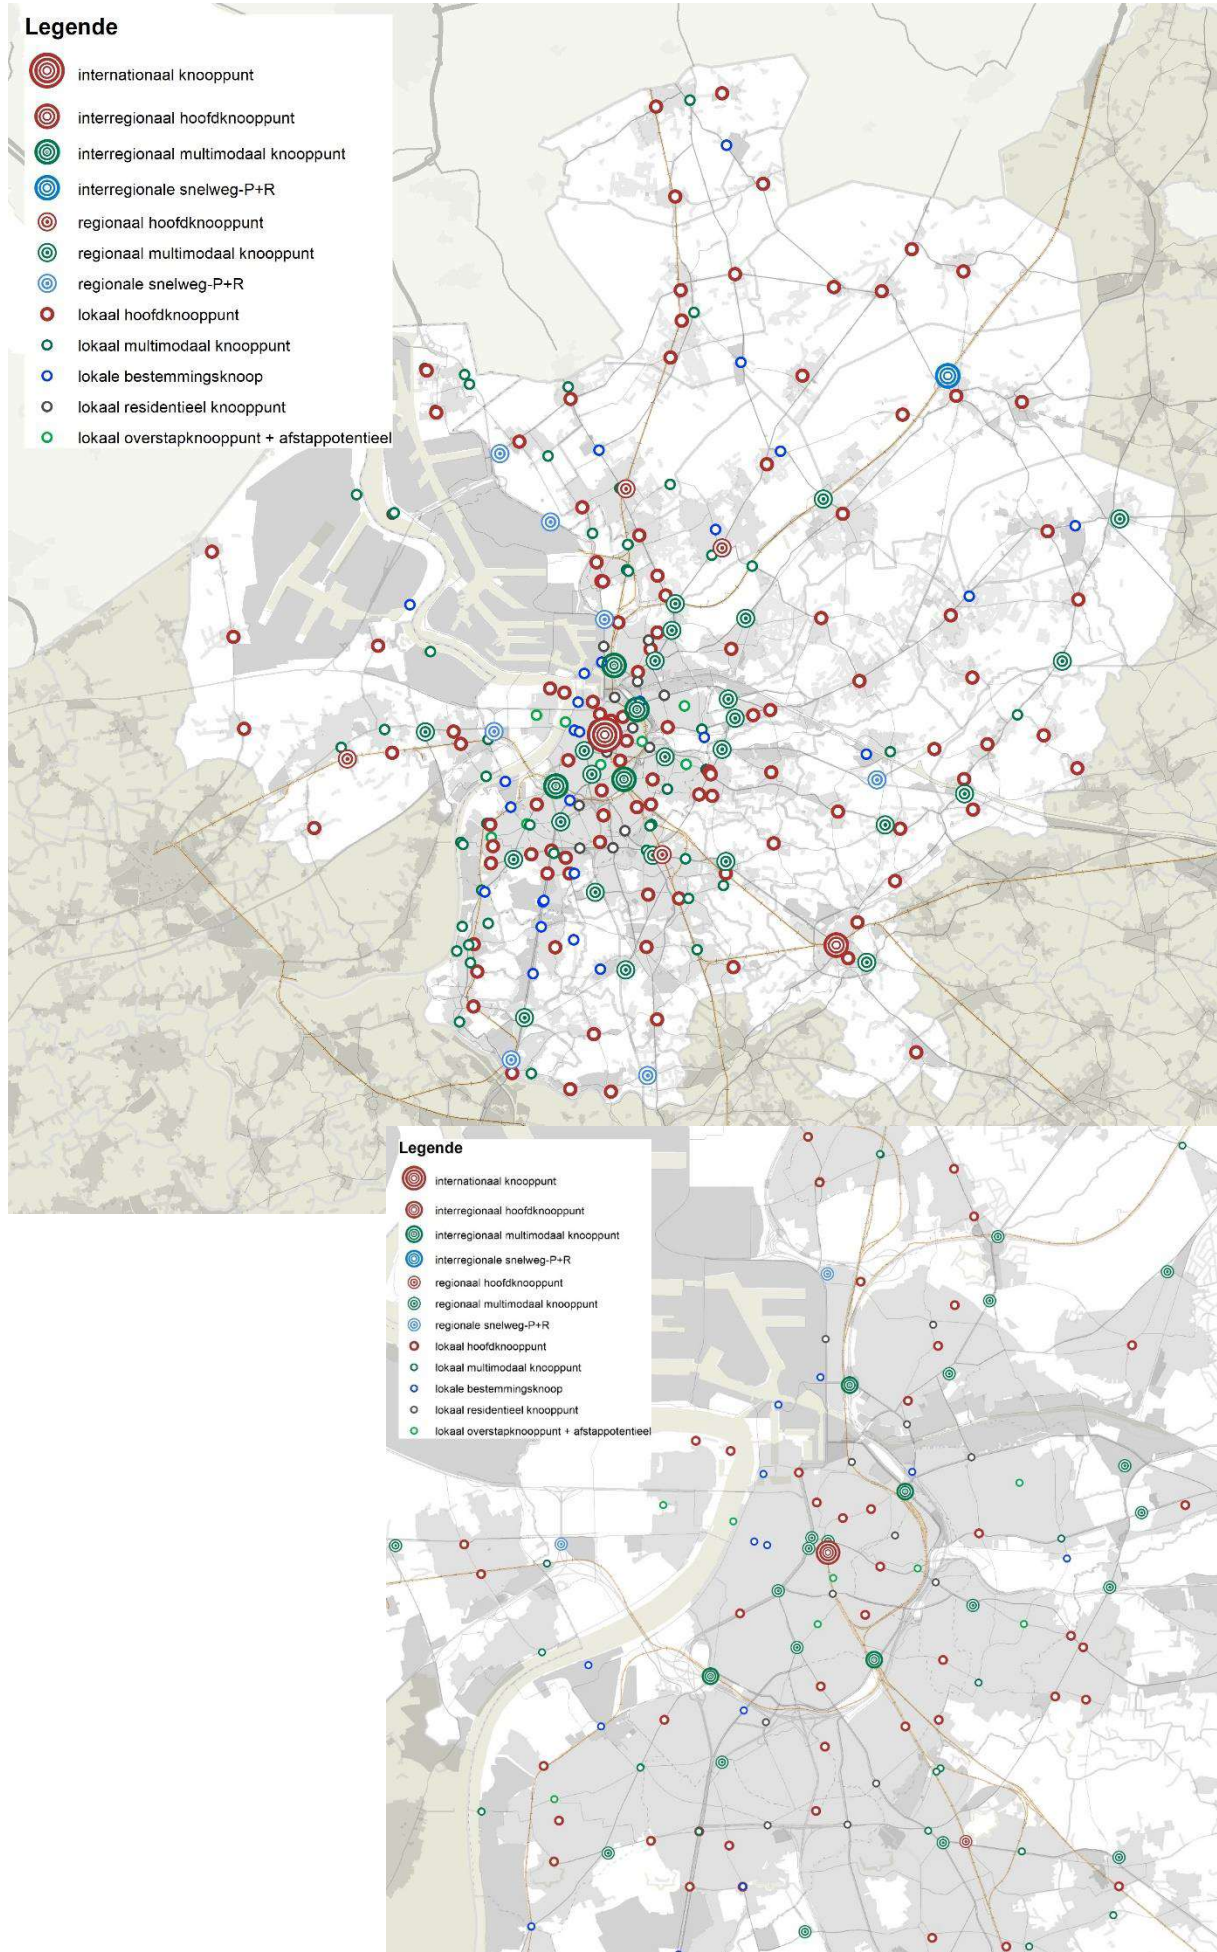 Legende
internationaal knooppunt
interregionaal hoofdknooppunt
interregionaal multimodaal knooppunt
interregionale snelweg-P+R
regionaal hoofdknooppunt
regionaal multimodaal knooppunt
regionale snelweg-P+R
lokaal hoofdknooppunt
lokaal multimodaal knooppunt
lokale bestemmingsknoop
lokaal residentieel knooppunt
lokaal overstapknooppunt + afstappotentieel
Legende
internationaal knooppunt
interregionaal hoofdknooppunt
interregionaal multimodaal knooppunt
interregionale snelweg-P+R
regionaal hoofdknooppunt
regionaal multimodaal knooppunt
regionale snelweg-P+R
lokaal hoofdknooppunt
lokaal multimodaal knooppunt
lokale bestemmingsknoop
lokaal residentieel knooppunt
lokaal overstapknooppunt + afstappotentieel